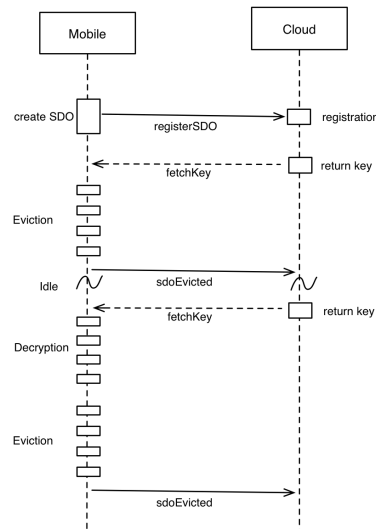 Mobile
Cloud
create SDO
registerSDO
registration
fetchKey
return key
Eviction
sdoEvicted
Idle
fetchKey
return key
Decryption
Eviction
sdoEvicted